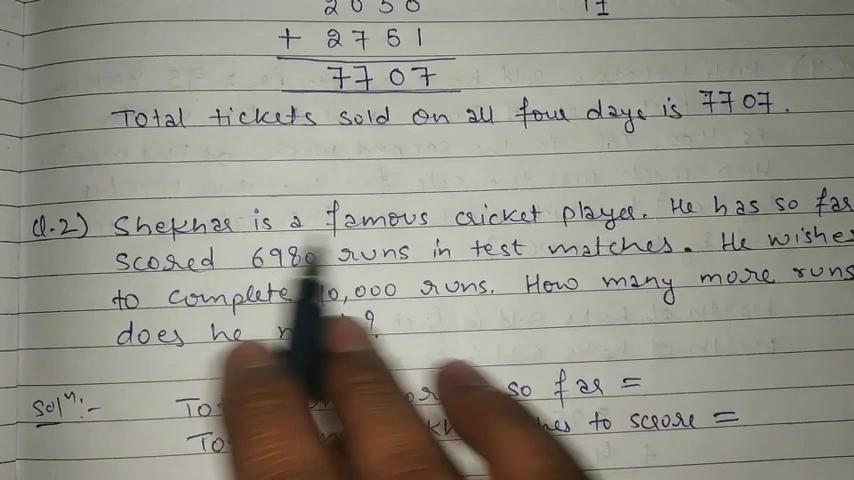 2050 11
+ 2751
7707
Total tickets sold on all four days is 7707.
Q.2) Shekhar is a famous cricket player. He has so far
scored 6980 runs in test matches. He wishes
to complete 10,000 runs. How many more runs
does he ?
Solⁿ:- so far =
to score =